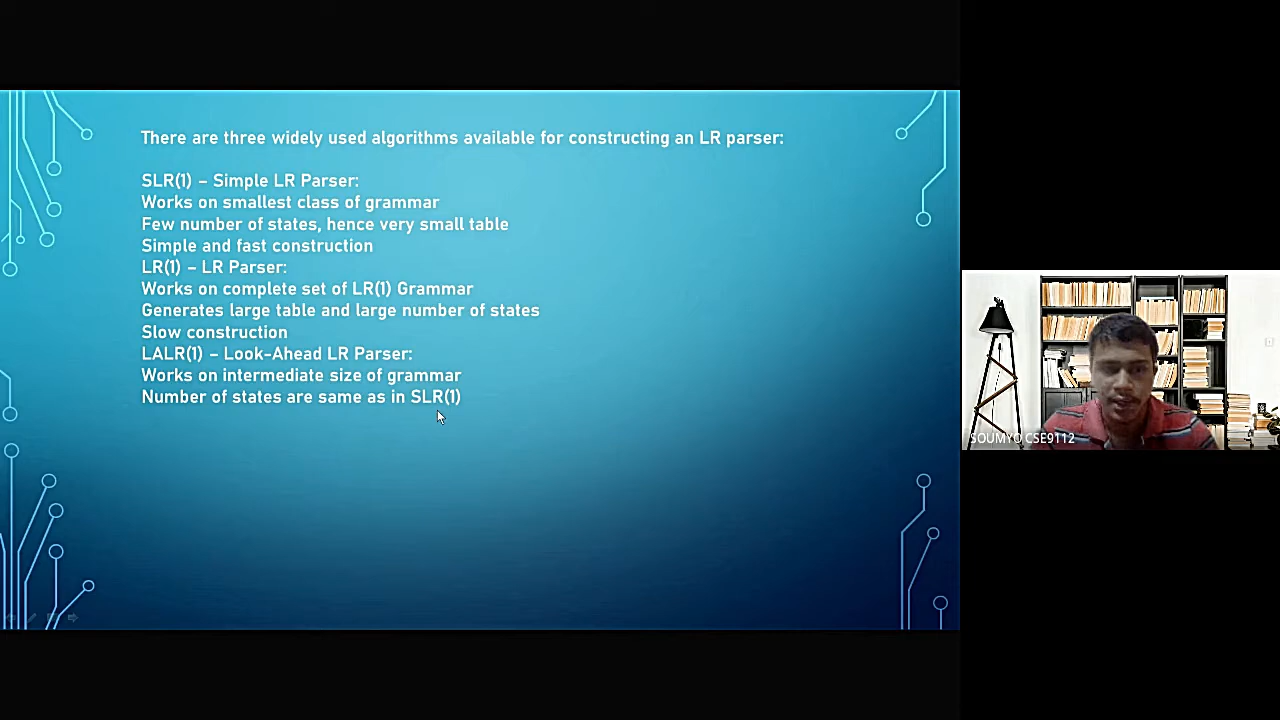 There are three widely used algorithms available for constructing an LR parser:
SLR(1) – Simple LR Parser:
Works on smallest class of grammar
Few number of states, hence very small table
Simple and fast construction
LR(1) – LR Parser:
Works on complete set of LR(1) Grammar
Generates large table and large number of states
Slow construction
LALR(1) – Look-Ahead LR Parser:
Works on intermediate size of grammar
Number of states are same as in SLR(1)
SOUMYO CSE9112